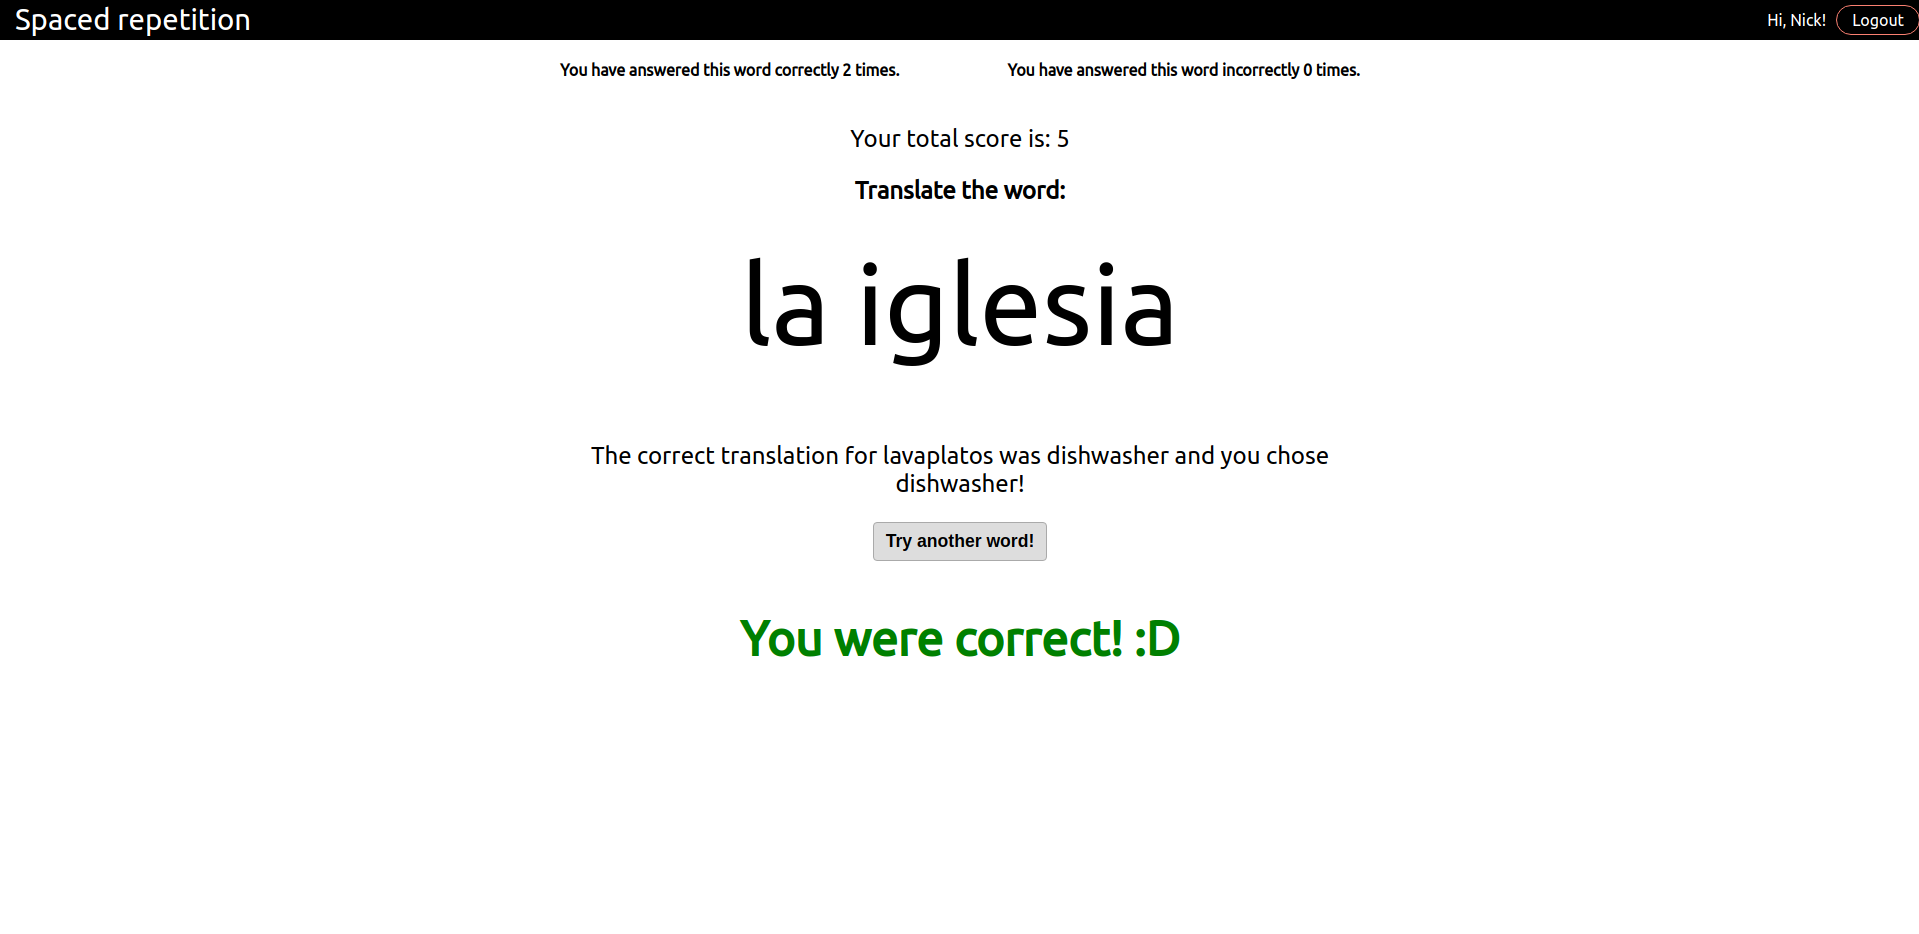 Spaced repetition
Hi, Nick! Logout
You have answered this word correctly 2 times. You have answered this word incorrectly 0 times.
Your total score is: 5
Translate the word:
la iglesia
The correct translation for lavaplatos was dishwasher and you chose
dishwasher!
Try another word!
You were correct! :D